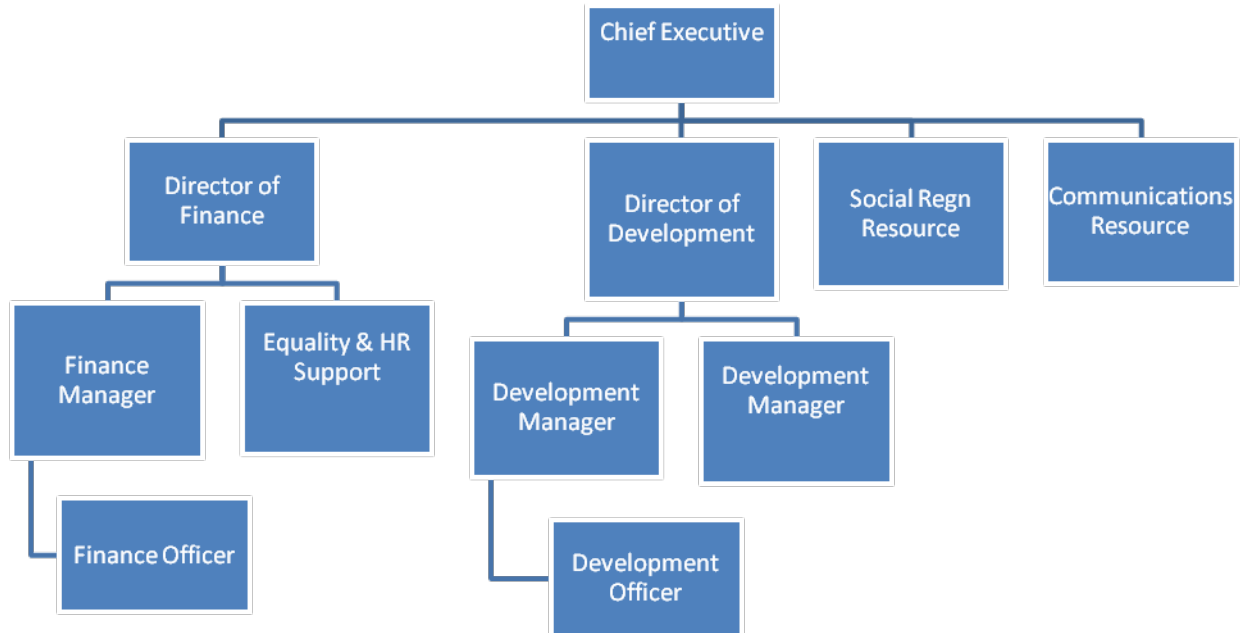 Chief Executive
Director of
Finance
Director of
Development
Social Regn
Resource
Communications
Resource
Finance
Manager
Equality & HR
Support
Development
Manager
Development
Manager
Finance Officer
Development
Officer